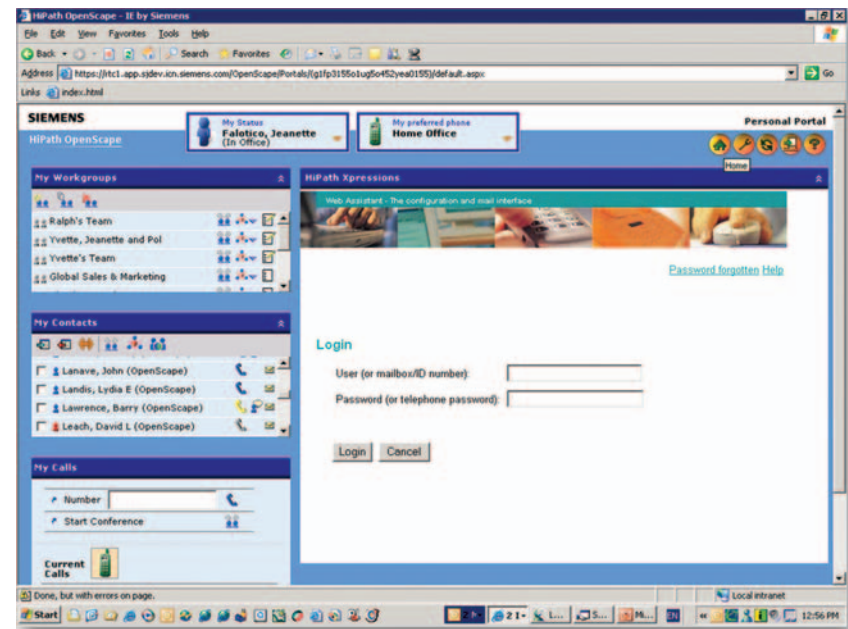 HiPath OpenScape - IE by Siemens
File Edit View Favorites Tools Help
Back Search Favorites
Address https://rtc1.app.sjdev.icn.siemens.com/OpenScape/Portals/(g1fp3155o1ug5o452yea0155)/default.aspx Go
Links index.html
SIEMENS
HiPath OpenScape
My Status
Falotico, Jeanette
(In Office)
My preferred phone
Home Office
Personal Portal
Home
My Workgroups
Ralph's Team
Yvette, Jeanette and Pol
Yvette's Team
Global Sales & Marketing
My Contacts
Lanave, John (OpenScape)
Landis, Lydia E (OpenScape)
Lawrence, Barry (OpenScape)
Leach, David L (OpenScape)
My Calls
Number
Start Conference
Current
Calls
HiPath Xpressions
Web Assistant - The configuration and mail interface
Password forgotten Help
Login
User (or mailbox/ID number):
Password (or telephone password):
Login Cancel
Done, but with errors on page. Local intranet
Start 2 I- L... S... Mi... EN « 12:56 PM